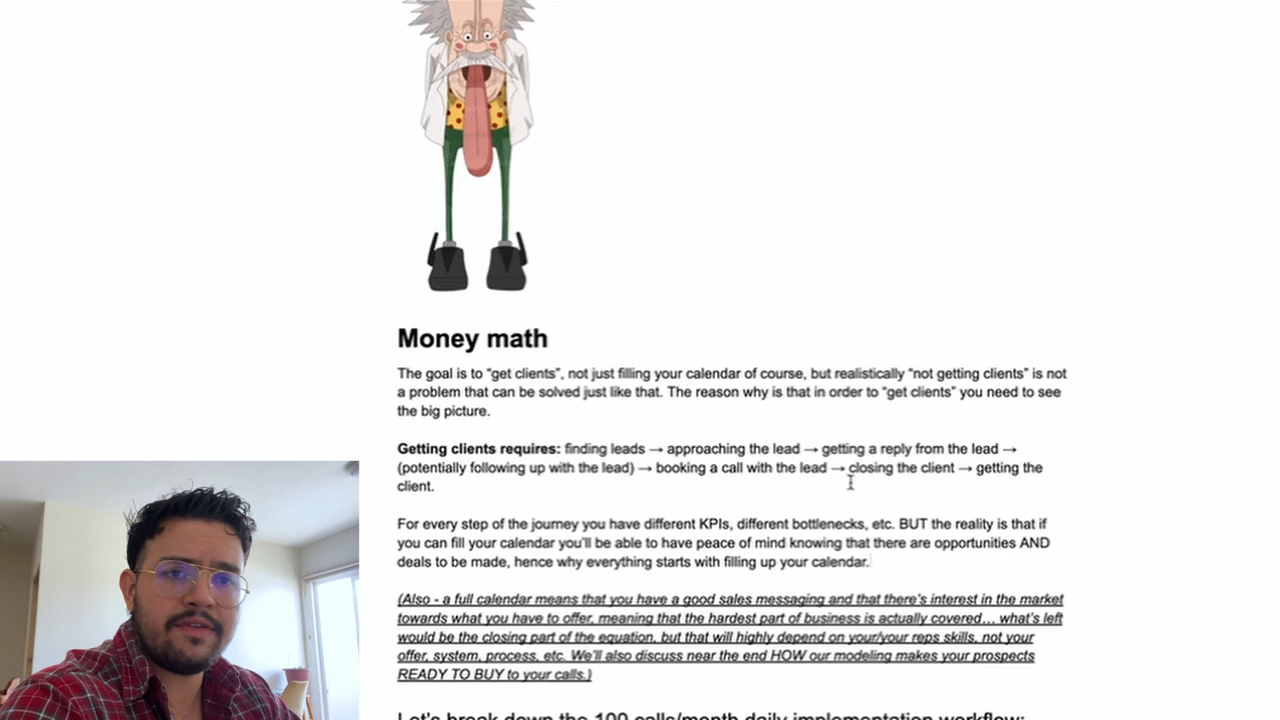 Money math
The goal is to “get clients”, not just filling your calendar of course, but realistically “not getting clients” is not
a problem that can be solved just like that. The reason why is that in order to “get clients” you need to see
the big picture.
Getting clients requires: finding leads → approaching the lead → getting a reply from the lead →
(potentially following up with the lead) → booking a call with the lead → closing the client → getting the
client.
For every step of the journey you have different KPIs, different bottlenecks, etc. BUT the reality is that if
you can fill your calendar you’ll be able to have peace of mind knowing that there are opportunities AND
deals to be made, hence why everything starts with filling up your calendar.
(Also - a full calendar means that you have a good sales messaging and that there’s interest in the market
towards what you have to offer, meaning that the hardest part of business is actually covered… what’s left
would be the closing part of the equation, but that will highly depend on your/your reps skills, not your
offer, system, process, etc. We’ll also discuss near the end HOW our modeling makes your prospects
READY TO BUY to your calls.)
Let’s break down the 100 calls/month daily implementation workflow: